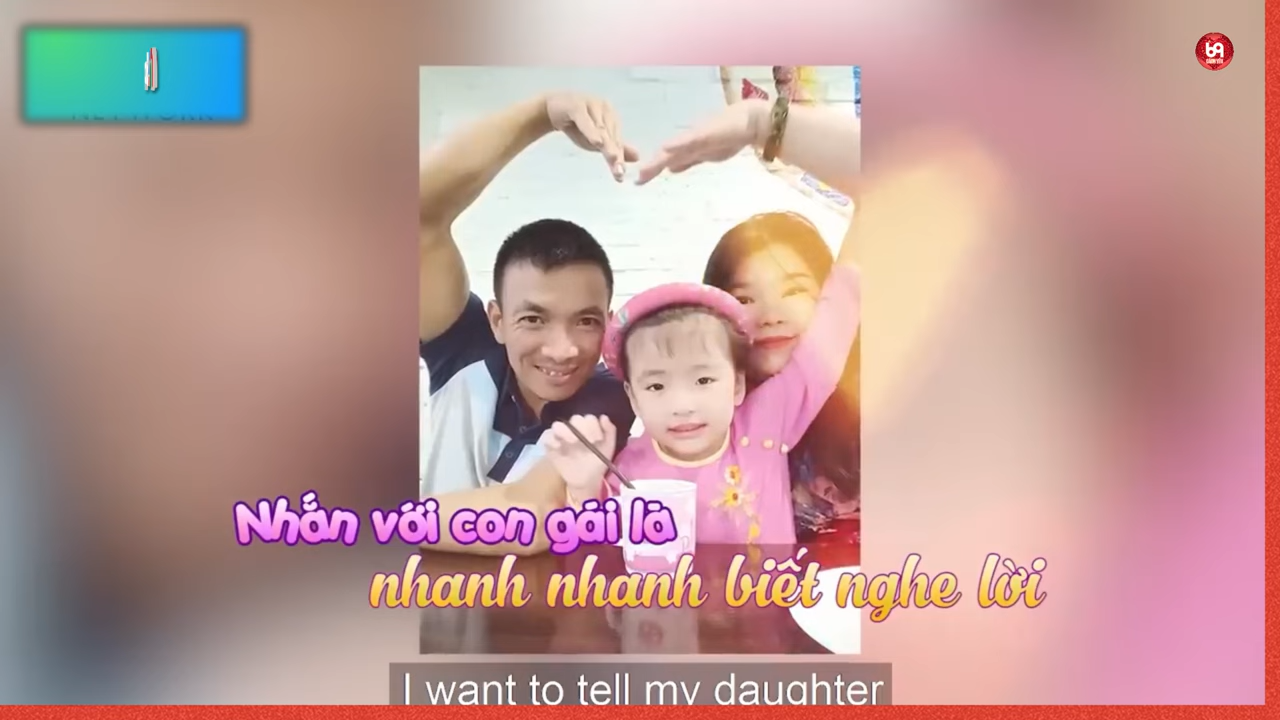 Nhắn với con gái là
nhanh nhanh biết nghe lời
I want to tell my daughter